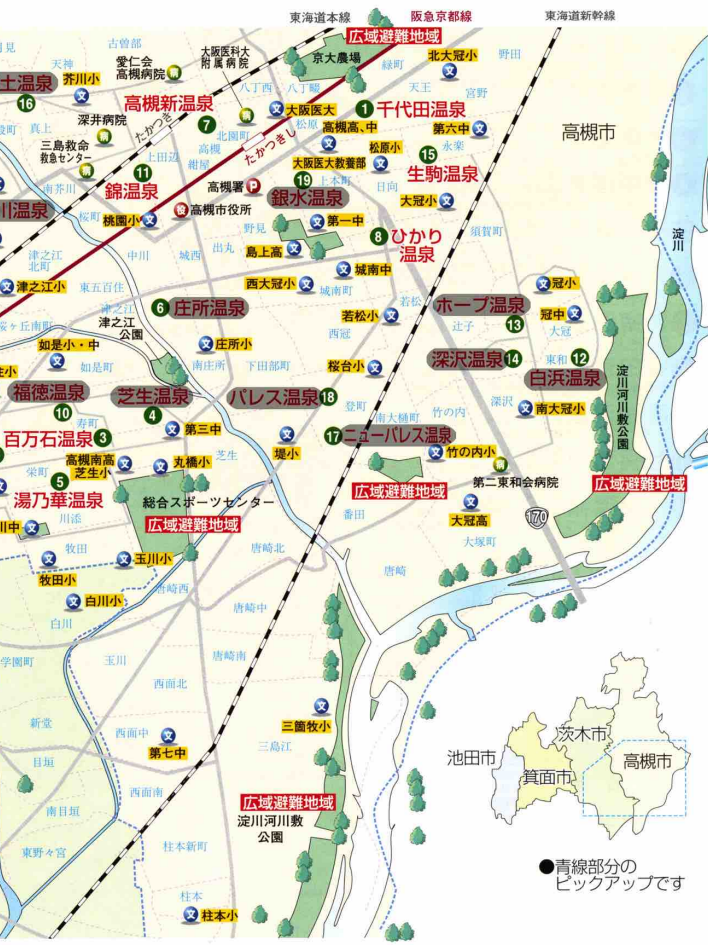 東海道本線
阪急京都線
東海道新幹線
古曽部
天神
芥川小
愛仁会
高槻病院
大阪医科大
附属病院
広域避難地域
京大農場
緑町
北大冠小
野田
土温泉
16
真上
深井病院
高槻新温泉
7
八丁西
八丁畷
大阪医大
松原
1
千代田温泉
天王
宮野
第六中
高槻市
たかつき
三島救命
救急センター
11
上田辺
北園町
高槻
紺屋
たかつきし
高槻高、中
大阪医大教養部
松原小
15
永楽
生駒温泉
南芥川
錦温泉
高槻署
19
上本町
日向
銀水温泉
大冠小
川温泉
桜町
桃園小
高槻市役所
野見
第一中
8
ひかり
温泉
須賀町
淀川
津之江
北町
中川
城西
出丸
島上高
城南中
津之江小
東五百住
西大冠小
城南町
冠小
津之江
津之江
公園
6
庄所温泉
若松
若松小
ホープ温泉
13
辻子
冠中
大冠
桜ヶ丘南町
如是小・中
如是町
庄所小
南庄所
下田部町
西冠
桜台小
深沢温泉
14
東和
12
白浜温泉
淀川河川敷公園
福徳温泉
10
寿町
芝生温泉
4
パレス温泉
18
登町
南大樋町
竹の内
深沢
南大冠小
百万石温泉
3
第三中
17
ニューパレス温泉
高槻南高
芝生小
丸橋小
芝生
堤小
竹の内小
栄町
5
湯乃華温泉
総合スポーツセンター
広域避難地域
広域避難地域
第二東和会病院
広域避難地域
川中
川添
番田
大冠高
170
牧田
牧田小
玉川小
唐崎北
大塚町
唐崎西
唐崎
白川小
白川
唐崎中
学園町
玉川
唐崎南
西面北
新堂
西面中
第七中
三箇牧小
三島江
目垣
西面南
南目垣
広域避難地域
淀川河川敷
公園
東野々宮
柱本新町
柱本
柱本小
池田市
箕面市
茨木市
高槻市
●青線部分の
ピックアップです